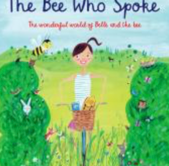 The Bee Who Spoke
The wonderful world of Belle and the bee